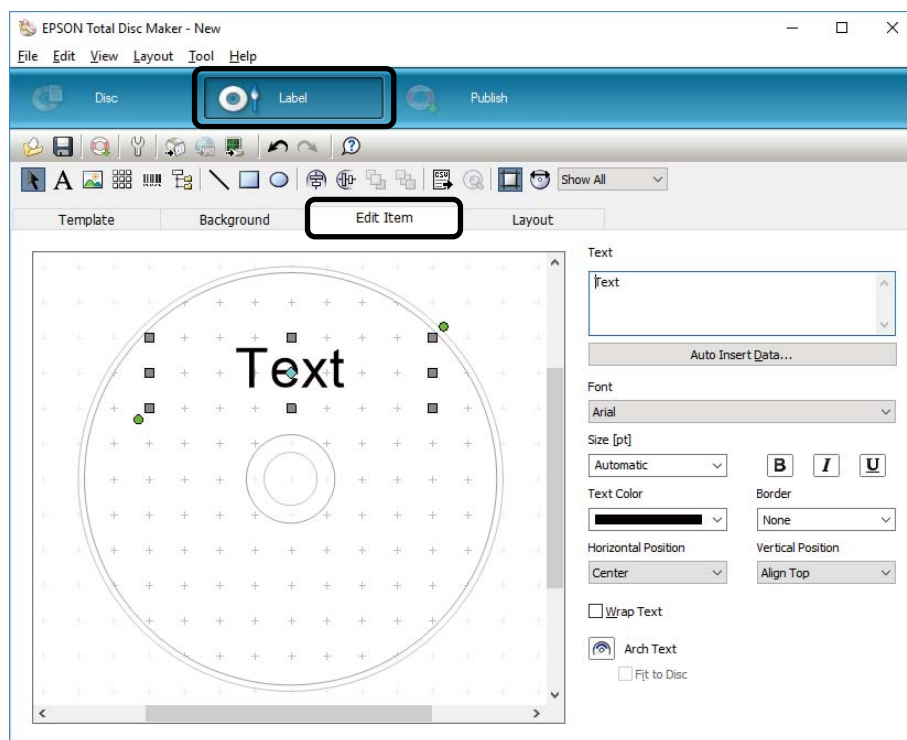 EPSON Total Disc Maker - New
File Edit View Layout Tool Help
Disc Label Publish
Show All
Template Background Edit Item Layout
Text
Text
Text
Auto Insert Data...
Font
Arial
Size [pt]
Automatic B I U
Text Color Border
None
Horizontal Position Vertical Position
Center Align Top
Wrap Text
Arch Text
Fit to Disc